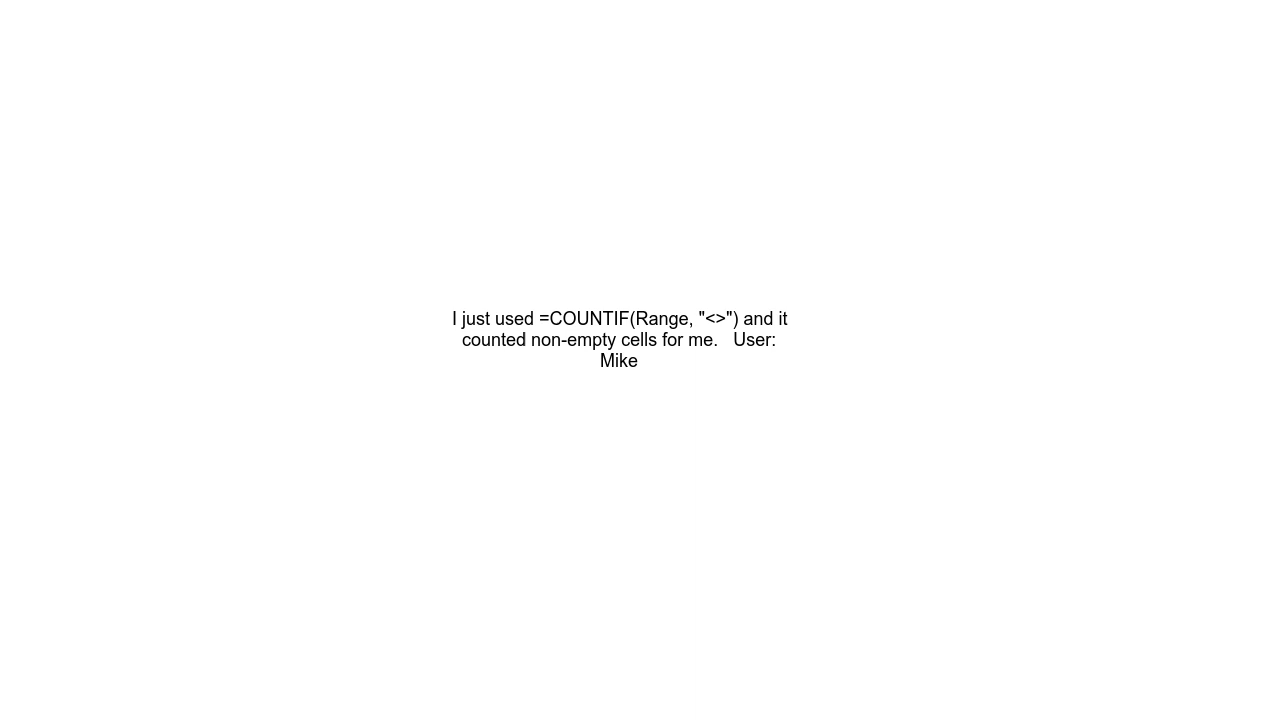 I just used =COUNTIF(Range, "<>") and it
counted non-empty cells for me.   User:
Mike